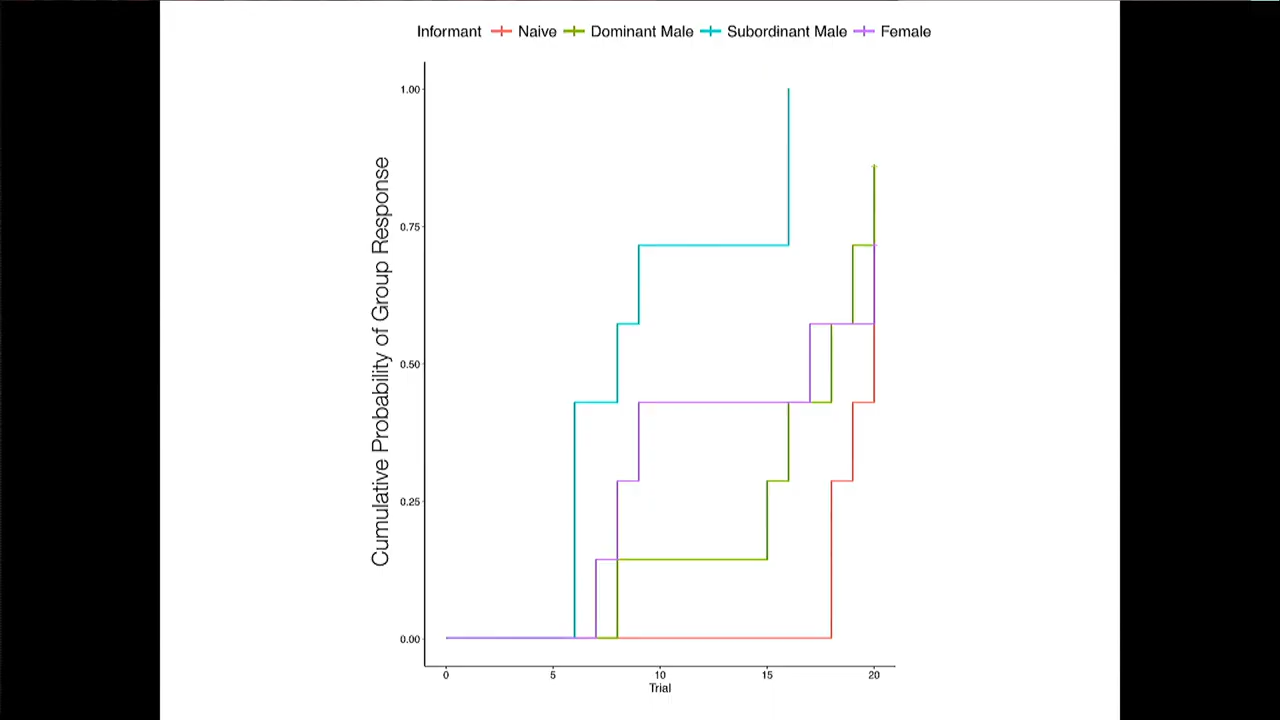 Informant Naive Dominant Male Subordinant Male Female
Cumulative Probability of Group Response
1.00
0.75
0.50
0.25
0.00
0 5 10 15 20
Trial